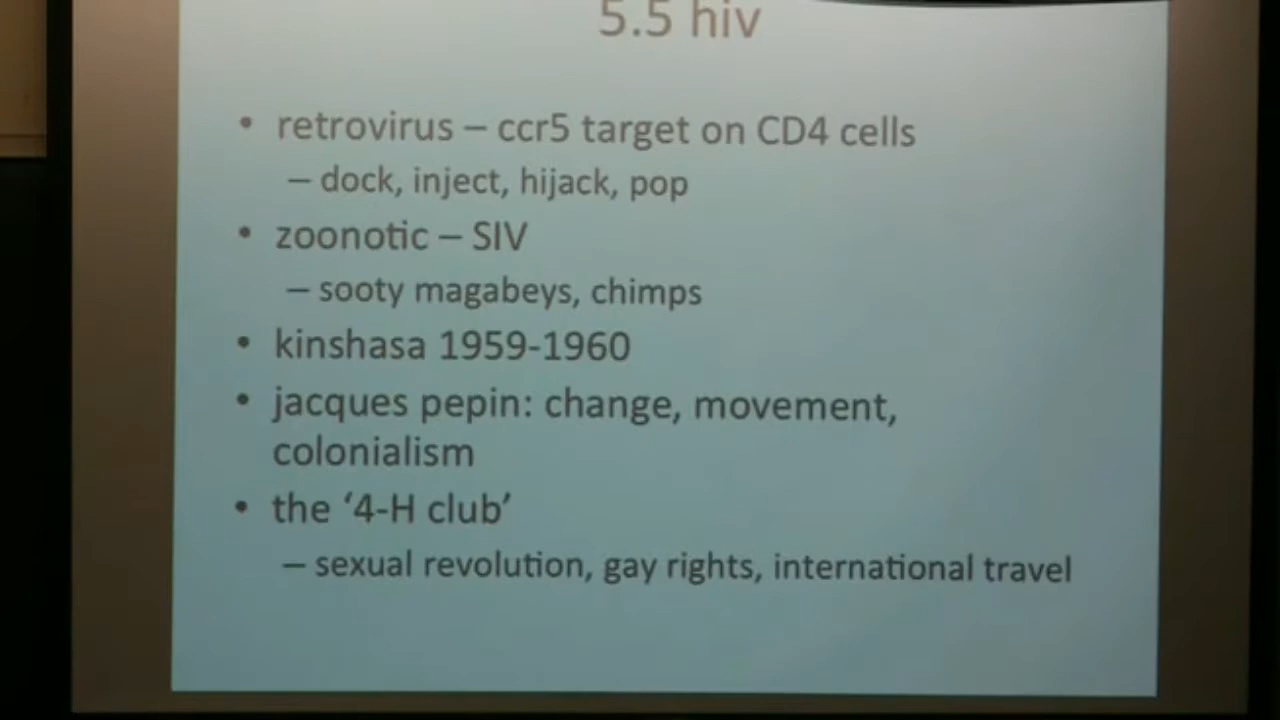 5.5 hiv
• retrovirus – ccr5 target on CD4 cells
– dock, inject, hijack, pop
• zoonotic – SIV
– sooty magabeys, chimps
• kinshasa 1959-1960
• jacques pepin: change, movement,
colonialism
• the ‘4-H club’
– sexual revolution, gay rights, international travel